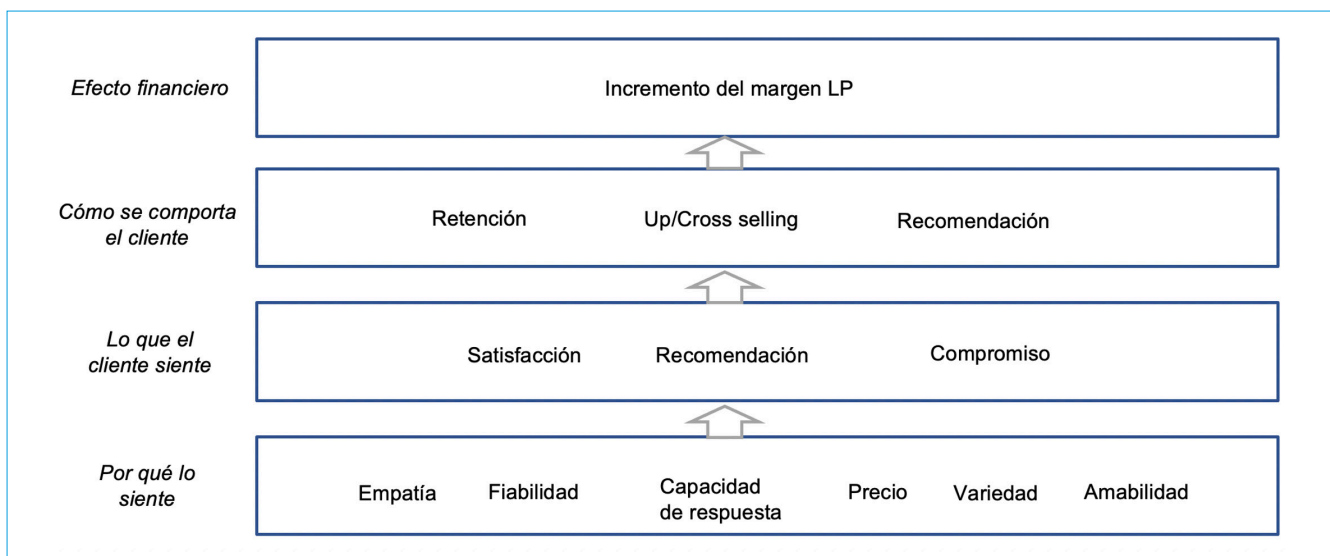 Efecto financiero
Incremento del margen LP
Cómo se comporta
el cliente
Retención
Up/Cross selling
Recomendación
Lo que el
cliente siente
Satisfacción
Recomendación
Compromiso
Por qué lo
siente
Empatía
Fiabilidad
Capacidad
de respuesta
Precio
Variedad
Amabilidad